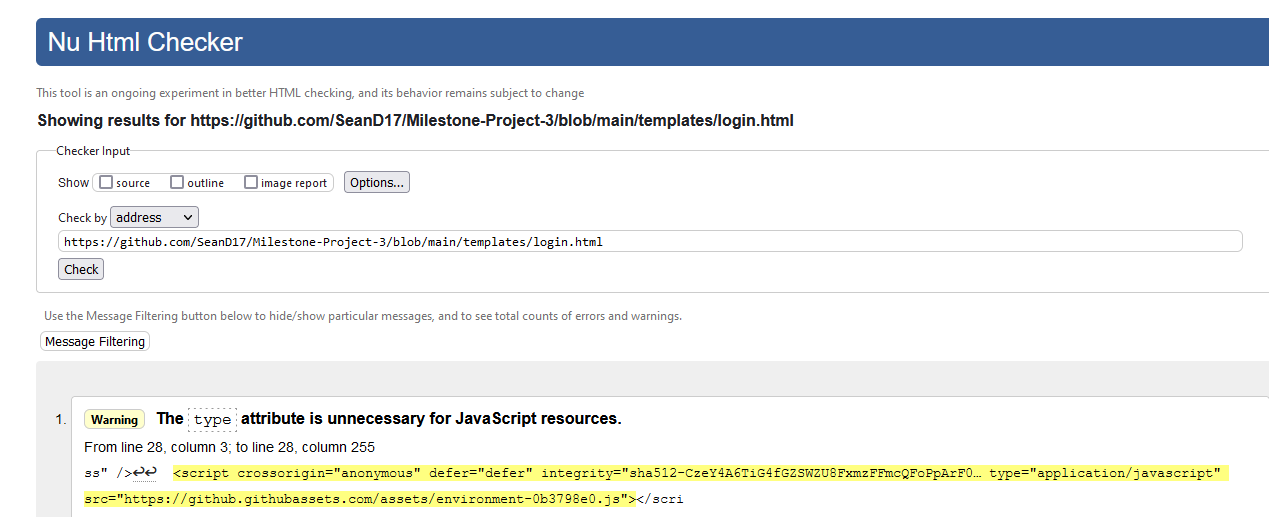 Nu Html Checker
This tool is an ongoing experiment in better HTML checking, and its behavior remains subject to change
Showing results for https://github.com/SeanD17/Milestone-Project-3/blob/main/templates/login.html
Checker Input
Show source outline image report Options...
Check by address
https://github.com/SeanD17/Milestone-Project-3/blob/main/templates/login.html
Check
Use the Message Filtering button below to hide/show particular messages, and to see total counts of errors and warnings.
Message Filtering
1. Warning The type attribute is unnecessary for JavaScript resources.
From line 28, column 3; to line 28, column 255
ss" />↩↩  <script crossorigin="anonymous" defer="defer" integrity="sha512-CzeY4A6TiG4fGZSWZU8FxmzFFmcQFoPpArF0… type="application/javascript"
src="https://github.githubassets.com/assets/environment-0b3798e0.js"></scri